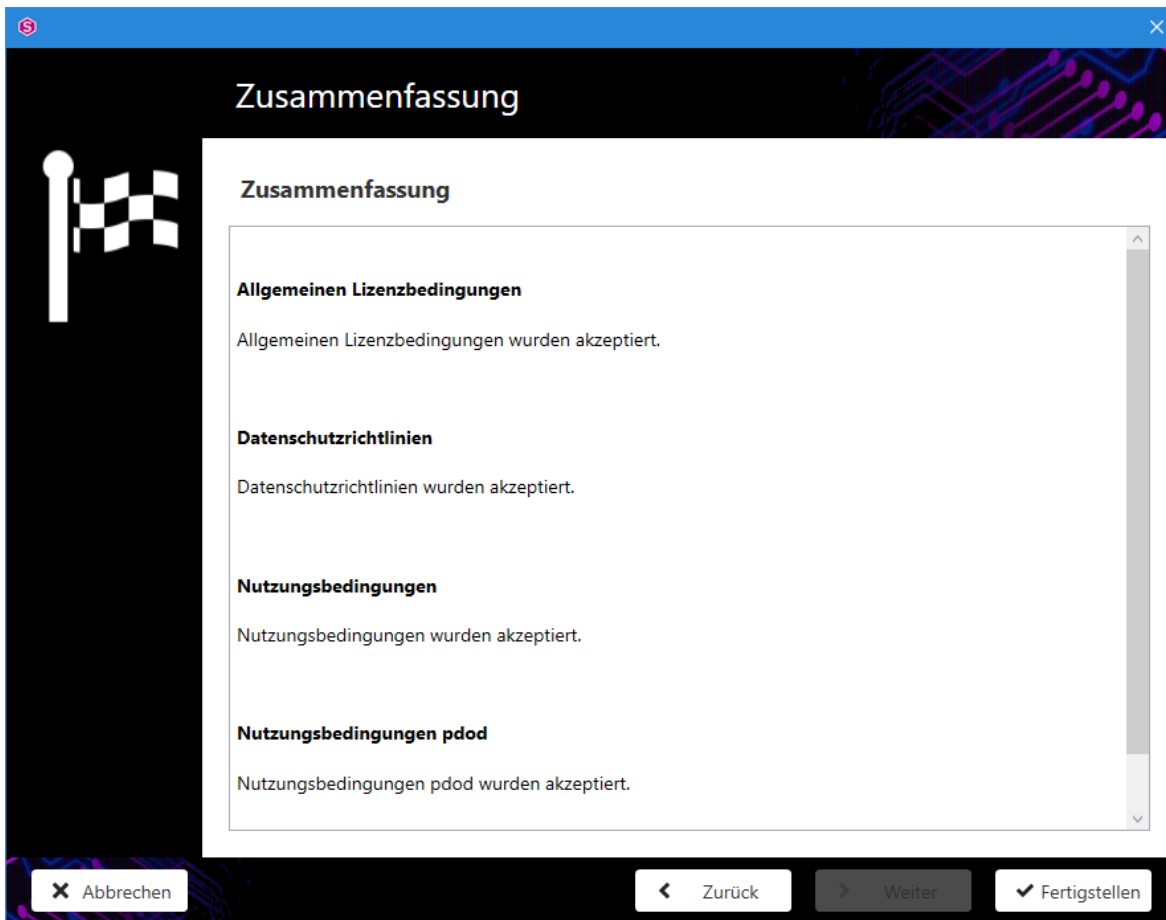 S
Zusammenfassung
Zusammenfassung
Allgemeinen Lizenzbedingungen
Allgemeinen Lizenzbedingungen wurden akzeptiert.
Datenschutzrichtlinien
Datenschutzrichtlinien wurden akzeptiert.
Nutzungsbedingungen
Nutzungsbedingungen wurden akzeptiert.
Nutzungsbedingungen pdod
Nutzungsbedingungen pdod wurden akzeptiert.
Abbrechen
Zurück
Weiter
Fertigstellen